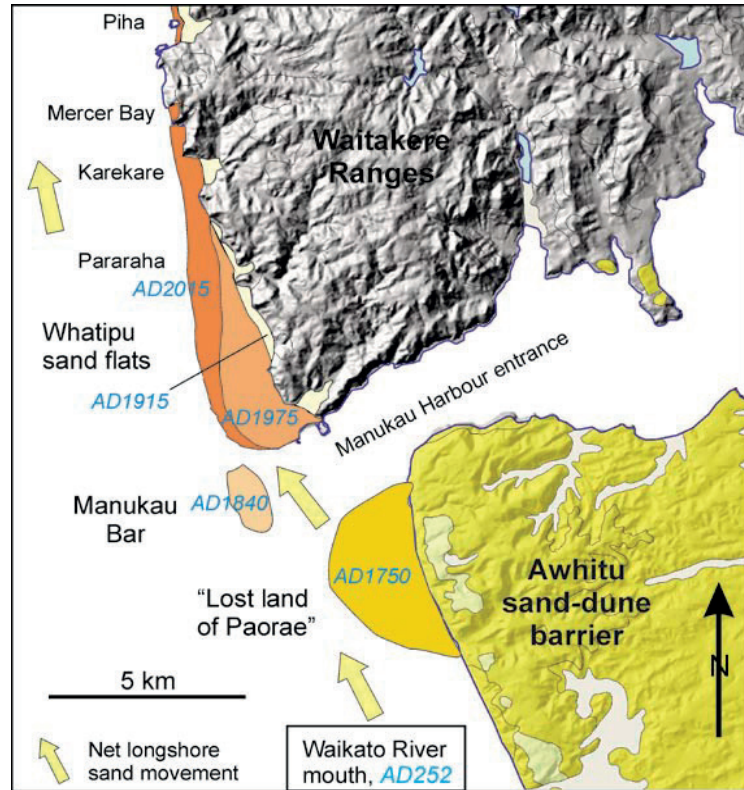 Piha
Mercer Bay
Karekare
Pararaha
AD2015
Whatipu
sand flats
AD1915
AD1975
Waitakere
Ranges
Manukau Harbour entrance
AD1840
Manukau
Bar
AD1750
"Lost land
of Paorae"
Awhitu
sand-dune
barrier
N
5 km
Net longshore
sand movement
Waikato River
mouth, AD252